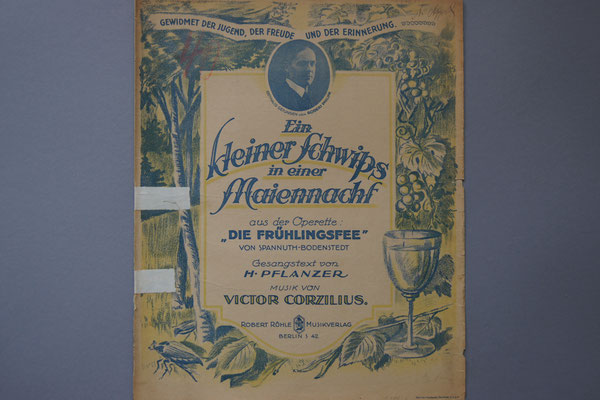 GEWIDMET DER JUGEND, DER FREUDE UND DER ERINNERUNG.
Ein
kleiner Schwips
in einer
Maiennacht
aus der Operette:
„DIE FRÜHLINGSFEE"
VON SPANNUTH-BODENSTEDT
Gesangstext von
H. PFLANZER
MUSIK VON
VICTOR CORZILIUS.
ROBERT RÖHLE MUSIKVERLAG
BERLIN S 42.